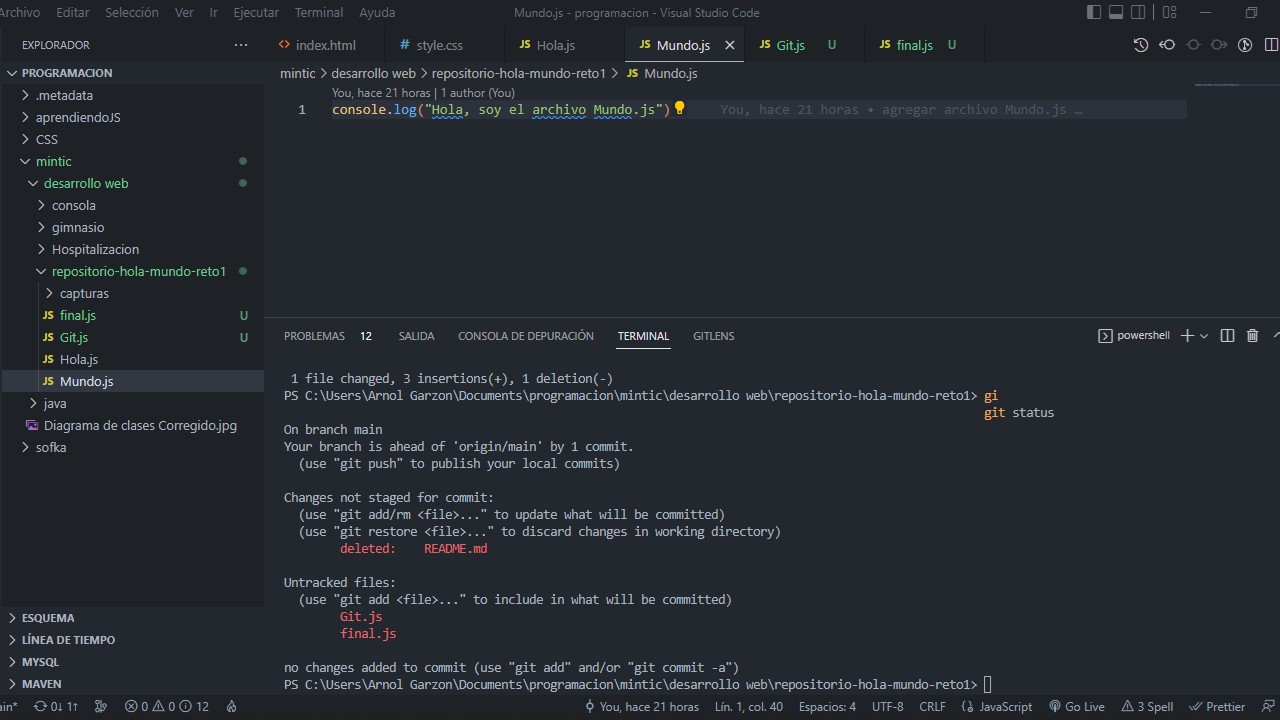 Archivo Editar Selección Ver Ir Ejecutar Terminal Ayuda Mundo.js - programacion - Visual Studio Code
EXPLORADOR ...
index.html # style.css JS Hola.js JS Mundo.js JS Git.js U JS final.js U
PROGRAMACION
.metadata
aprendiendoJS
CSS
mintic
desarrollo web
consola
gimnasio
Hospitalizacion
repositorio-hola-mundo-reto1
capturas
JS final.js U
JS Git.js U
JS Hola.js
JS Mundo.js
java
Diagrama de clases Corregido.jpg
sofka
ESQUEMA
LÍNEA DE TIEMPO
MYSQL
MAVEN
mintic > desarrollo web > repositorio-hola-mundo-reto1 > JS Mundo.js
You, hace 21 horas | 1 author (You)
1 console.log("Hola, soy el archivo Mundo.js") You, hace 21 horas • agregar archivo Mundo.js …
PROBLEMAS 12 SALIDA CONSOLA DE DEPURACIÓN TERMINAL GITLENS powershell
1 file changed, 3 insertions(+), 1 deletion(-)
PS C:\Users\Arnol Garzon\Documents\programacion\mintic\desarrollo web\repositorio-hola-mundo-reto1> gi
git status
On branch main
Your branch is ahead of 'origin/main' by 1 commit.
(use "git push" to publish your local commits)
Changes not staged for commit:
(use "git add/rm <file>..." to update what will be committed)
(use "git restore <file>..." to discard changes in working directory)
deleted: README.md
Untracked files:
(use "git add <file>..." to include in what will be committed)
Git.js
final.js
no changes added to commit (use "git add" and/or "git commit -a")
PS C:\Users\Arnol Garzon\Documents\programacion\mintic\desarrollo web\repositorio-hola-mundo-reto1>
ain* 0↓ 1↑ 0 0 12 You, hace 21 horas Lín. 1, col. 40 Espacios: 4 UTF-8 CRLF {} JavaScript Go Live 3 Spell Prettier